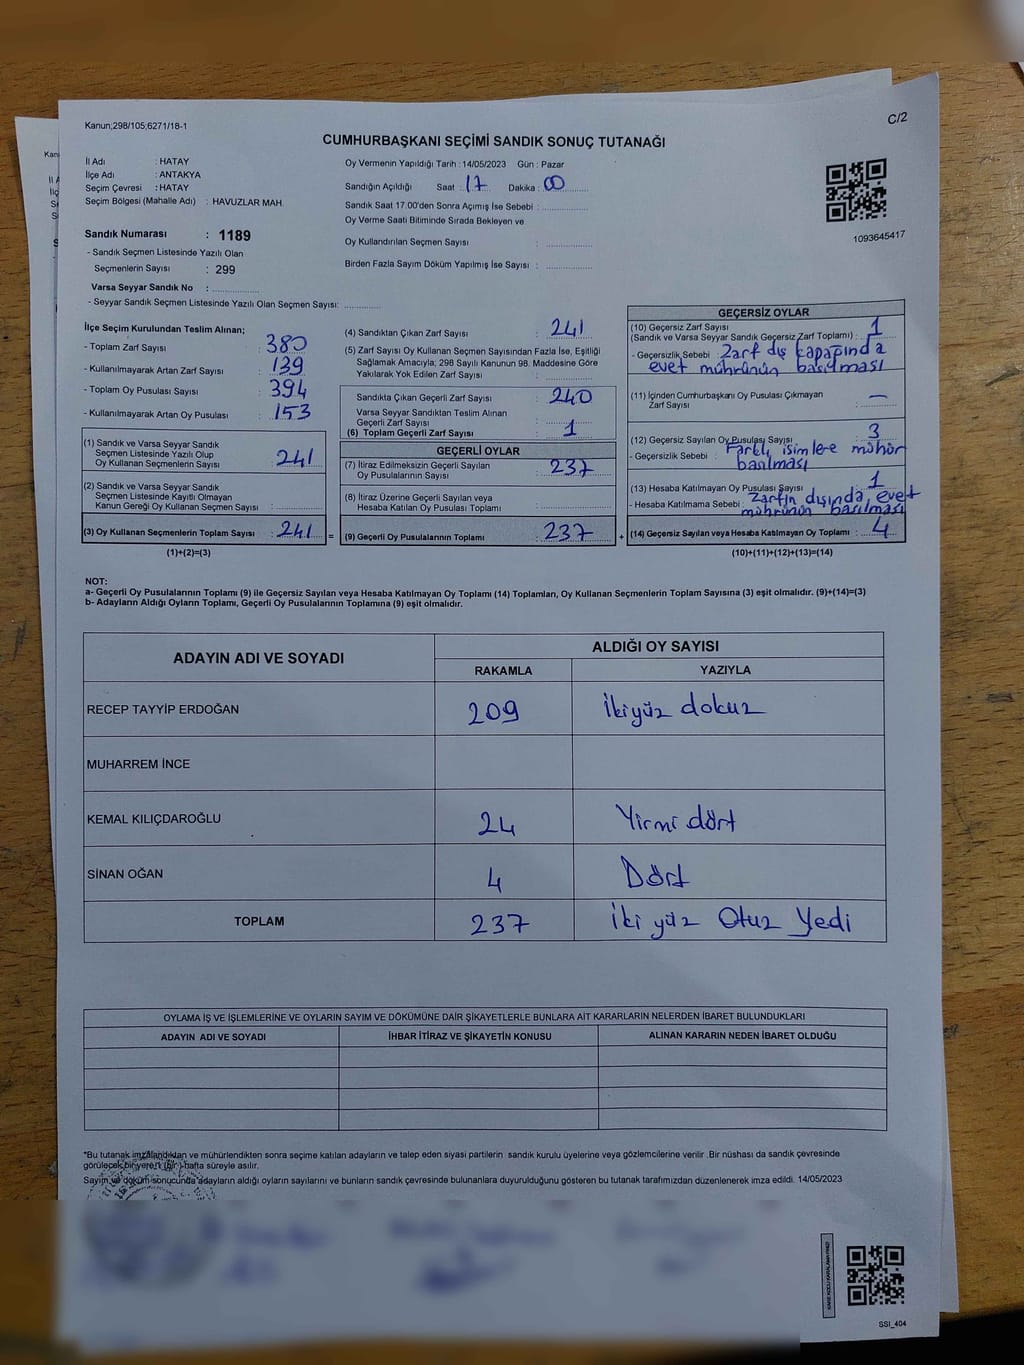 C/2
Kanun;298/105;6271/18-1
CUMHURBAŞKANI SEÇİMİ SANDIK SONUÇ TUTANAĞI
İl Adı : HATAY
İlçe Adı : ANTAKYA
Seçim Çevresi : HATAY
Seçim Bölgesi (Mahalle Adı) : HAVUZLAR MAH.
Sandık Numarası : 1189
- Sandık Seçmen Listesinde Yazılı Olan
Seçmenlerin Sayısı : 299
Varsa Seyyar Sandık No :
- Seyyar Sandık Seçmen Listesinde Yazılı Olan Seçmen Sayısı:
Oy Vermenin Yapıldığı Tarih : 14/05/2023 Gün : Pazar
Sandığın Açıldığı Saat : 17 Dakika : 00
Sandık Saat 17.00'den Sonra Açımış İse Sebebi :
Oy Verme Saati Bitiminde Sırada Bekleyen ve
Oy Kullandırılan Seçmen Sayısı :
Birden Fazla Sayım Döküm Yapılmış İse Sayısı :
1093645417
İlçe Seçim Kurulundan Teslim Alınan;
- Toplam Zarf Sayısı : 380
- Kullanılmayarak Artan Zarf Sayısı : 139
- Toplam Oy Pusulası Sayısı : 394
- Kullanılmayarak Artan Oy Pusulası : 153
(1) Sandık ve Varsa Seyyar Sandık
Seçmen Listesinde Yazılı Olup
Oy Kullanan Seçmenlerin Sayısı : 241
(2) Sandık ve Varsa Seyyar Sandık
Seçmen Listesinde Kayıtlı Olmayan
Kanun Gereği Oy Kullanan Seçmen Sayısı :
(3) Oy Kullanan Seçmenlerin Toplam Sayısı : 241 =
(1)+(2)=(3)
(4) Sandıktan Çıkan Zarf Sayısı : 241
(5) Zarf Sayısı Oy Kullanan Seçmen Sayısından Fazla İse, Eşitliği
Sağlamak Amacıyla, 298 Sayılı Kanunun 98. Maddesine Göre
Yakılarak Yok Edilen Zarf Sayısı :
Sandıkta Çıkan Geçerli Zarf Sayısı : 240
Varsa Seyyar Sandıktan Teslim Alınan
Geçerli Zarf Sayısı :
(6) Toplam Geçerli Zarf Sayısı : 1
GEÇERLİ OYLAR
(7) İtiraz Edilmeksizin Geçerli Sayılan
Oy Pusulalarının Sayısı : 237
(8) İtiraz Üzerine Geçerli Sayılan veya
Hesaba Katılan Oy Pusulası Toplamı :
(9) Geçerli Oy Pusulalarının Toplamı : 237 +
GEÇERSİZ OYLAR
(10) Geçersiz Zarf Sayısı
(Sandık ve Varsa Seyyar Sandık Geçersiz Zarf Toplamı) : 1
- Geçersizlik Sebebi : Zarf dış kapağında
evet mührünün basılması
(11) İçinden Cumhurbaşkanı Oy Pusulası Çıkmayan
Zarf Sayısı : —
(12) Geçersiz Sayılan Oy Pusulası Sayısı : 3
- Geçersizlik Sebebi : Farklı isimlere mühür
basılması
(13) Hesaba Katılmayan Oy Pusulası Sayısı : 1
- Hesaba Katılmama Sebebi : Zarfın dışında evet
mührünün basılması
(14) Geçersiz Sayılan veya Hesaba Katılmayan Oy Toplamı : 4
(10)+(11)+(12)+(13)=(14)
NOT:
a- Geçerli Oy Pusulalarının Toplamı (9) ile Geçersiz Sayılan veya Hesaba Katılmayan Oy Toplamı (14) Toplamları, Oy Kullanan Seçmenlerin Toplam Sayısına (3) eşit olmalıdır. (9)+(14)=(3)
b- Adayların Aldığı Oyların Toplamı, Geçerli Oy Pusulalarının Toplamına (9) eşit olmalıdır.
ADAYIN ADI VE SOYADI ALDIĞI OY SAYISI
RAKAMLA YAZIYLA
RECEP TAYYİP ERDOĞAN 209 İkiyüz dokuz
MUHARREM İNCE
KEMAL KILIÇDAROĞLU 24 Yirmi dört
SİNAN OĞAN 4 Dört
TOPLAM 237 İki yüz Otuz Yedi
OYLAMA İŞ VE İŞLEMLERİNE VE OYLARIN SAYIM VE DÖKÜMÜNE DAİR ŞİKAYETLERLE BUNLARA AİT KARARLARIN NELERDEN İBARET BULUNDUKLARI
ADAYIN ADI VE SOYADI İHBAR İTİRAZ VE ŞİKAYETİN KONUSU ALINAN KARARIN NEDEN İBARET OLDUĞU
*Bu tutanak imzalandıktan ve mühürlendikten sonra seçime katılan adayların ve talep eden siyasi partilerin sandık kurulu üyelerine veya gözlemcilerine verilir .Bir nüshası da sandık çevresinde
görülecek bir yere 1 (bir) hafta süreyle asılır.
Sayım ve döküm sonucunda adayların aldığı oyların sayılarını ve bunların sandık çevresinde bulunanlara duyurulduğunu gösteren bu tutanak tarafımızdan düzenlenerek imza edildi. 14/05/2023
SSI_404